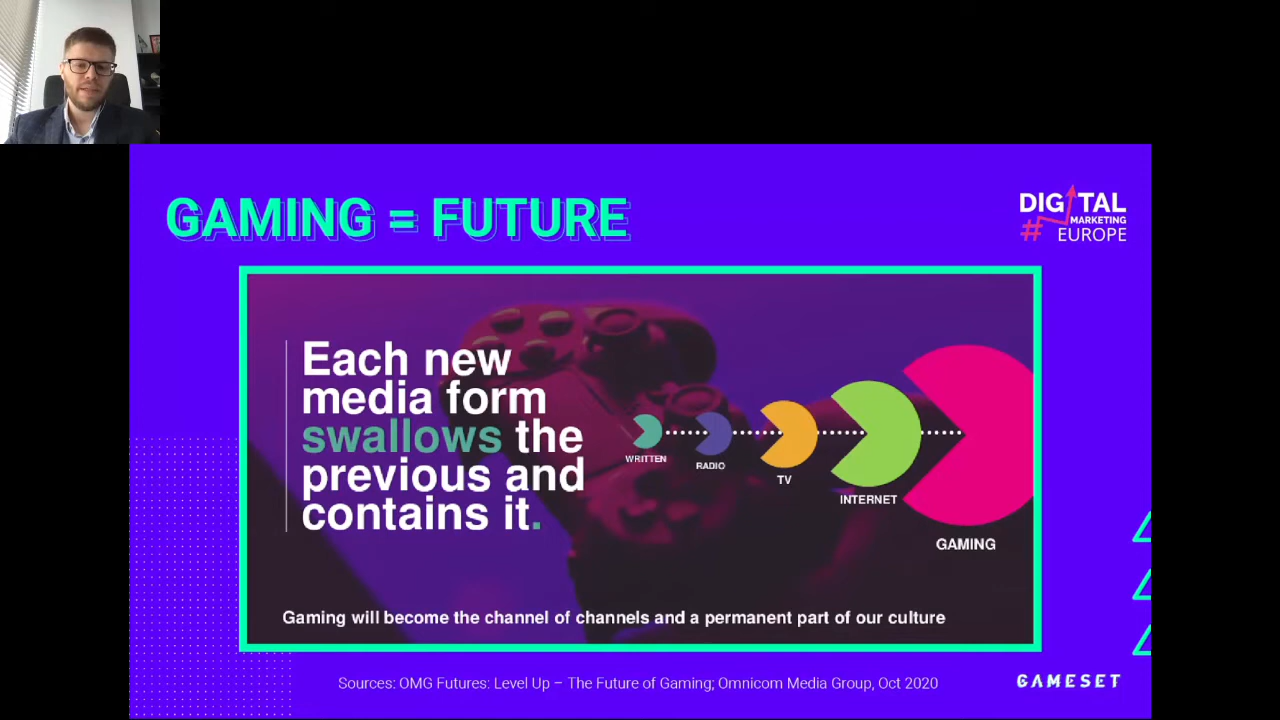 GAMING = FUTURE
DIGITAL
MARKETING
# EUROPE
Each new
media form
swallows the
previous and
contains it.
WRITTEN
RADIO
TV
INTERNET
GAMING
Gaming will become the channel of channels and a permanent part of our culture
Sources: OMG Futures: Level Up – The Future of Gaming; Omnicom Media Group, Oct 2020
GAMESET